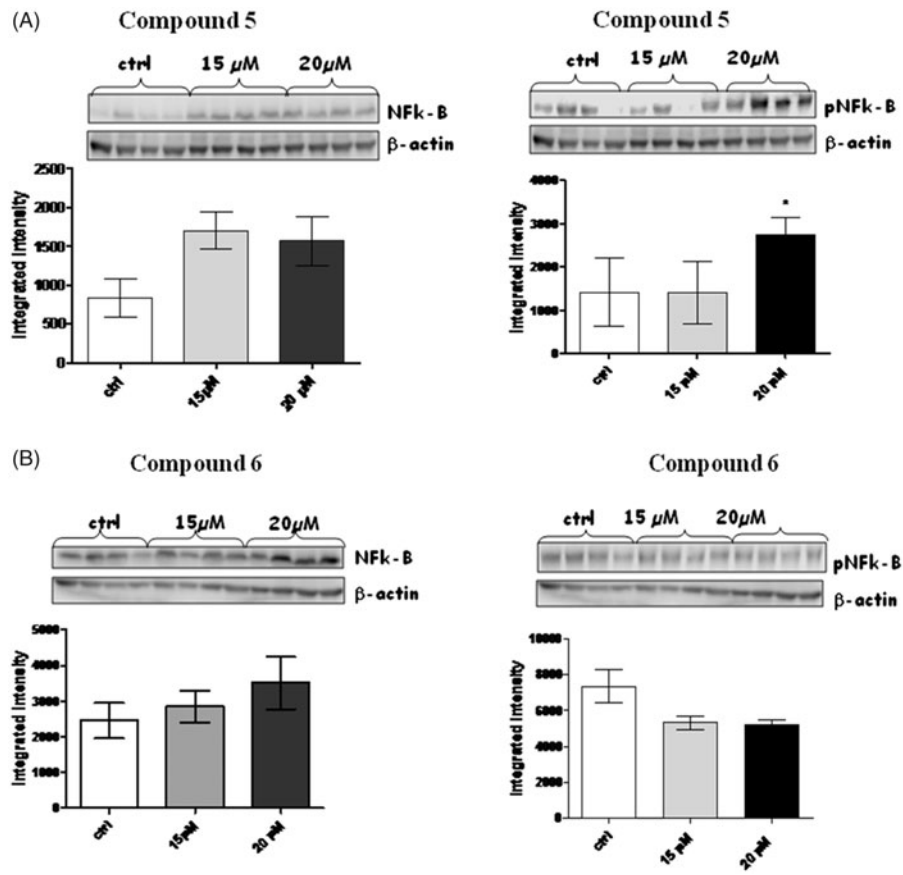 (A)
Compound 5
ctrl 15 µM 20µM
NFk-B
β-actin
Integrated Intensity
2500
2000
1500
1000
500
0
ctrl
15µM
20 µM
Compound 5
ctrl 15 µM 20µM
pNFk-B
β-actin
Integrated Intensity
4000
3000
2000
1000
0
*
ctrl
15 µM
20 µM
(B)
Compound 6
ctrl 15µM 20µM
NFk-B
β-actin
Integrated Intensity
5000
4000
3000
2000
1000
0
ctrl
15µM
20 µM
Compound 6
ctrl 15 µM 20µM
pNFk-B
β-actin
Integrated Intensity
10000
8000
6000
4000
2000
0
ctrl
15 µM
20 µM